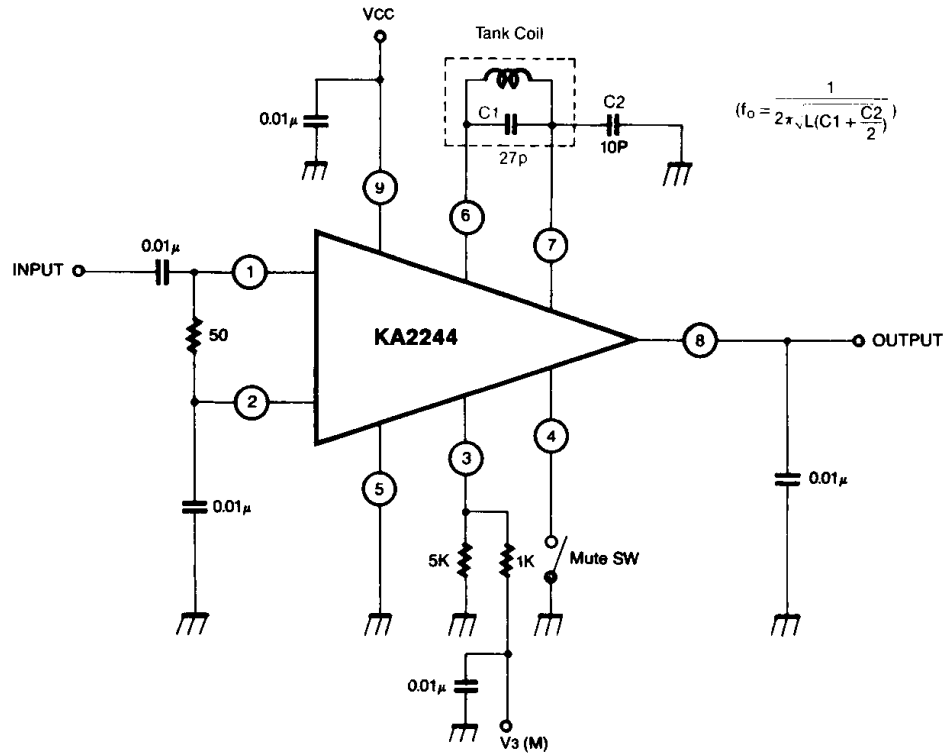 Vcc
Tank Coil
0.01μ
C1
27p
C2
10P
(fo = 1 / 2π√L(C1 + C2/2))
9
6
7
0.01μ
INPUT
1
50
KA2244
8
OUTPUT
2
0.01μ
5
3
4
0.01μ
5K
1K
Mute SW
0.01μ
V3 (M)